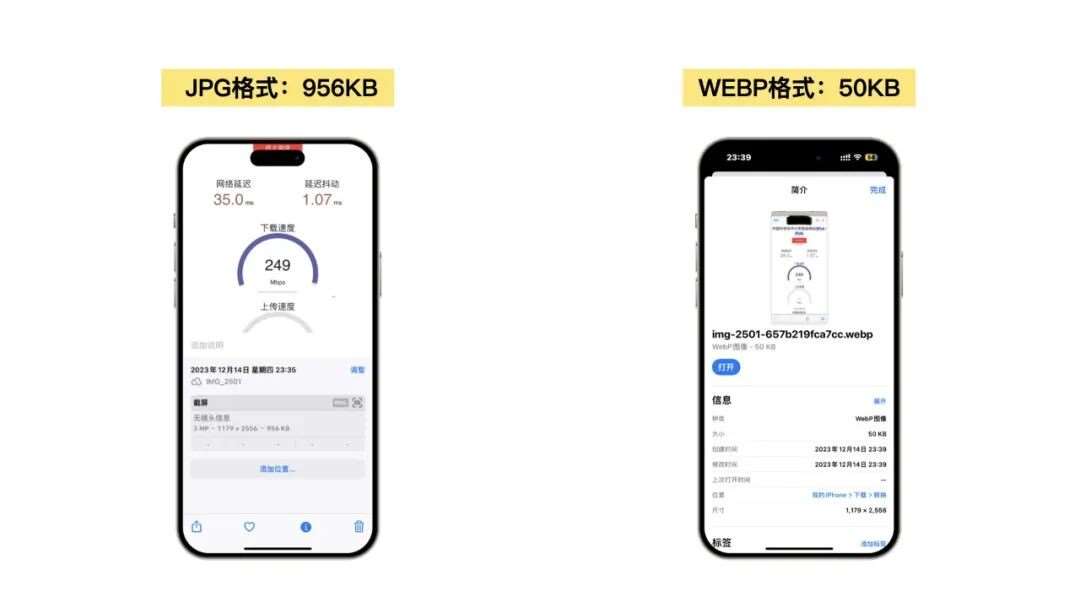 JPG格式：956KB
网络延迟
延迟抖动
35.0 ms
1.07 ms
下载速度
249
Mbps
上传速度
添加说明
2023年12月14日 星期四 23:35
调整
IMG_2501
截屏
无镜头信息
3 MP · 1179 × 2556 · 956 KB
添加位置...
WEBP格式：50KB
23:39
简介
完成
img-2501-657b219fca7cc.webp
WebP图像 - 50 KB
打开
信息
展开
种类
WebP图像
大小
50 KB
创建时间
2023年12月14日 23:39
修改时间
2023年12月14日 23:39
上次打开时间
--
位置
我的 iPhone > 下载 > 转换
尺寸
1,179 × 2,556
标签
添加标签